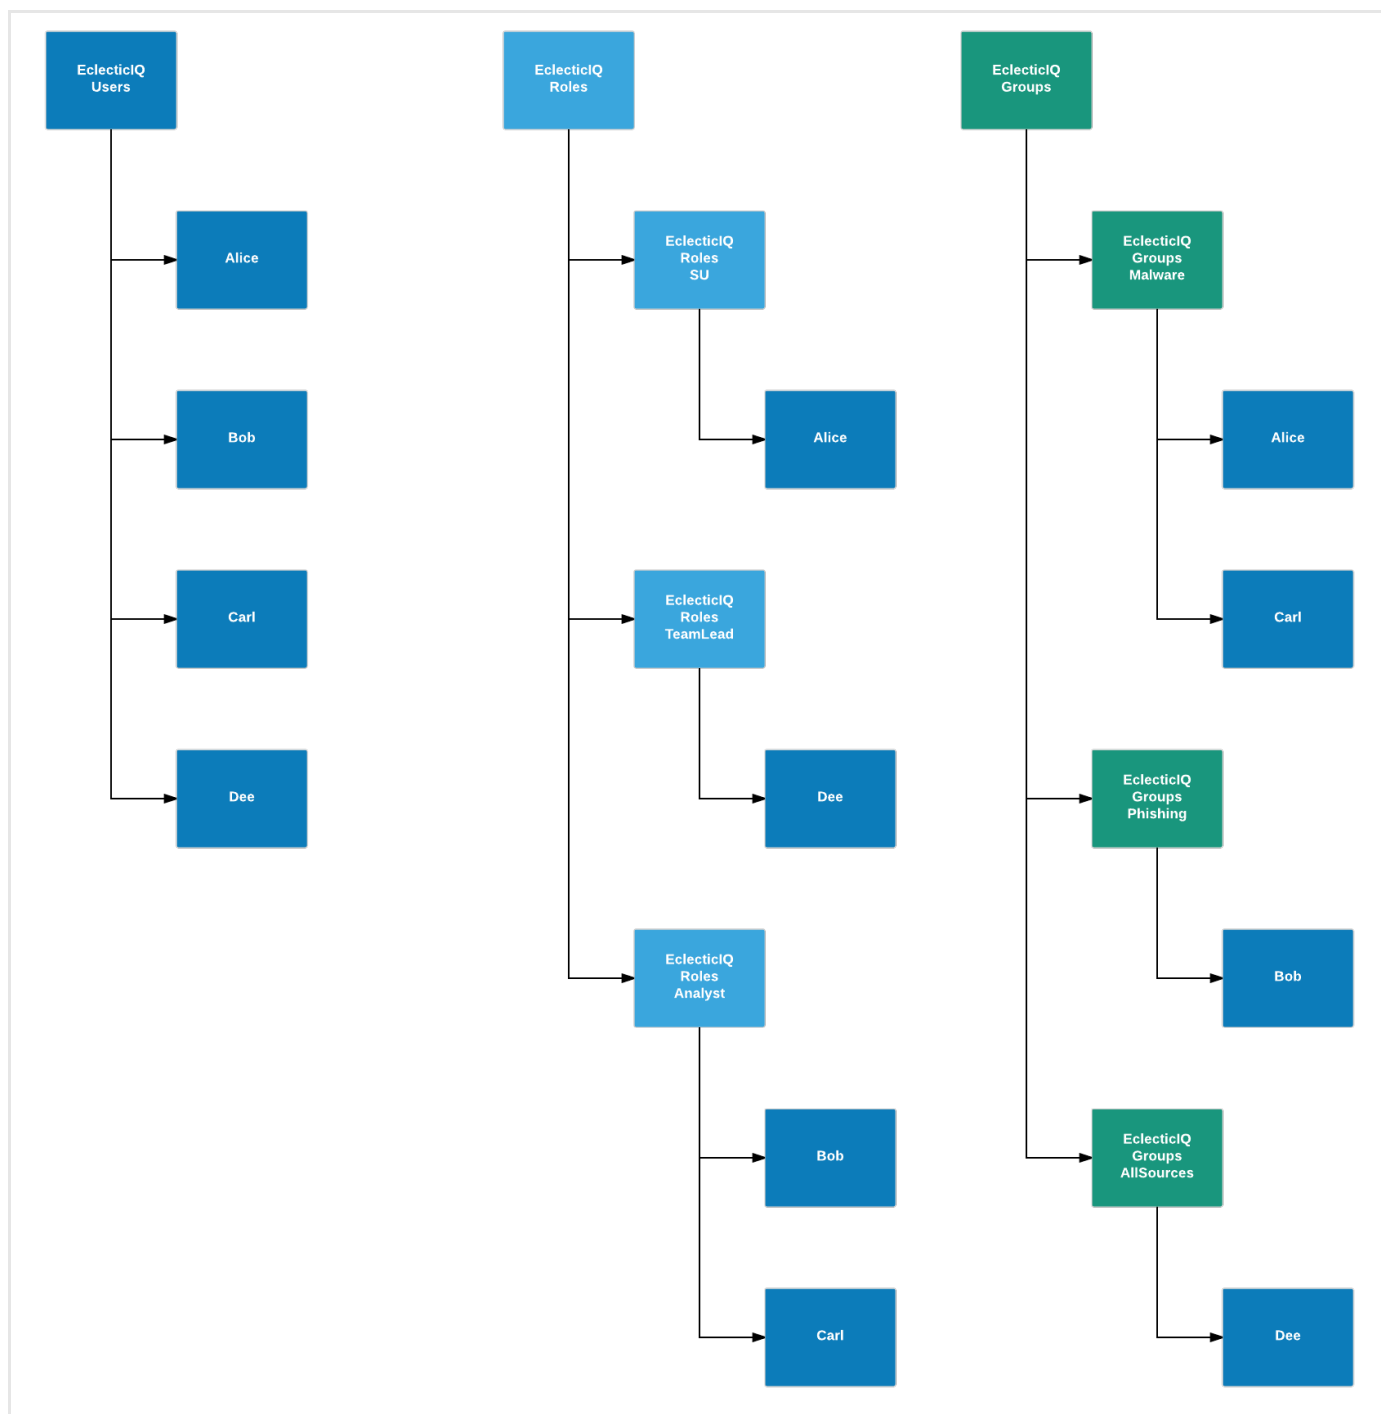 EclecticIQ
Users
Alice
Bob
Carl
Dee
EclecticIQ
Roles
EclecticIQ
Roles
SU
Alice
EclecticIQ
Roles
TeamLead
Dee
EclecticIQ
Roles
Analyst
Bob
Carl
EclecticIQ
Groups
EclecticIQ
Groups
Malware
Alice
Carl
EclecticIQ
Groups
Phishing
Bob
EclecticIQ
Groups
AllSources
Dee